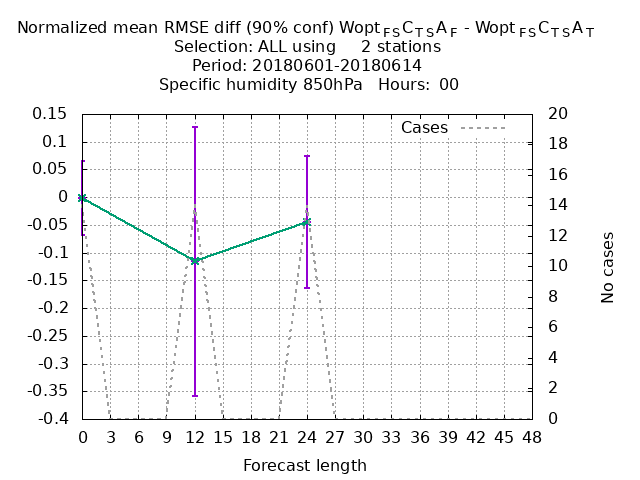 Normalized mean RMSE diff (90% conf) Wopt FS C TS A F - Wopt FS C TS A T
Selection: ALL using 2 stations
Period: 20180601-20180614
Specific humidity 850hPa Hours: 00
Cases
0.15
0.1
0.05
0
-0.05
-0.1
-0.15
-0.2
-0.25
-0.3
-0.35
-0.4
20
18
16
14
12
10
8
6
4
2
0
No cases
0 3 6 9 12 15 18 21 24 27 30 33 36 39 42 45 48
Forecast length